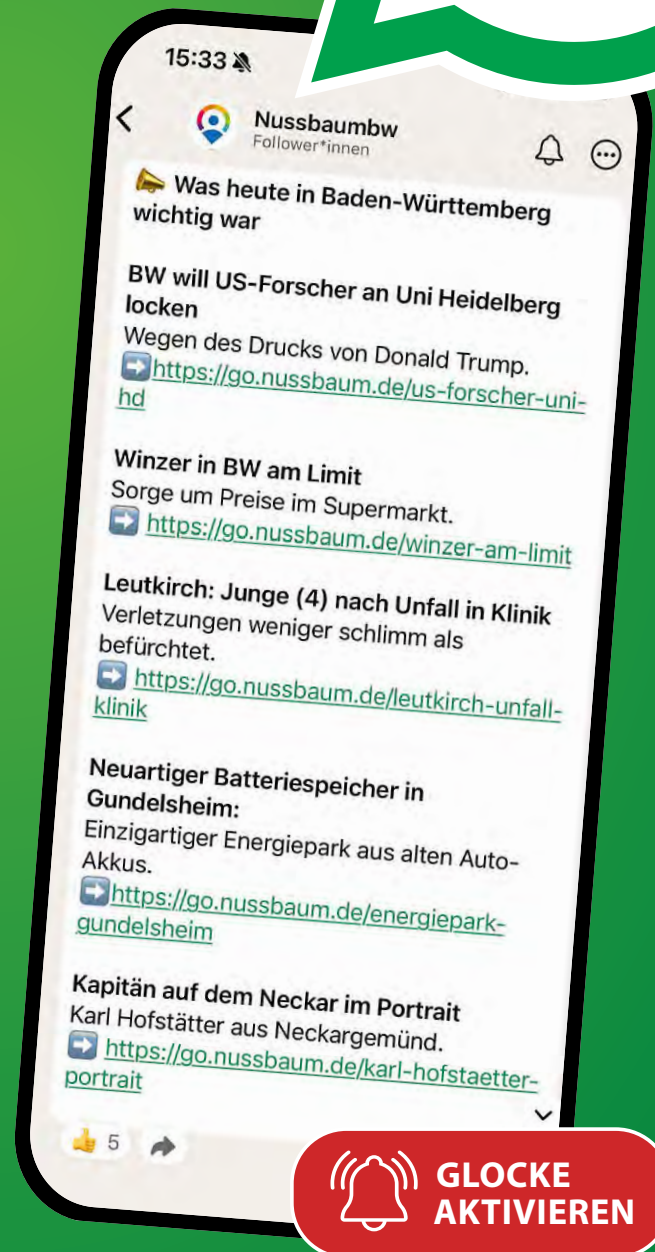 15:33
Nussbaumbw
Follower*innen
Was heute in Baden-Württemberg
wichtig war
BW will US-Forscher an Uni Heidelberg
locken
Wegen des Drucks von Donald Trump.
https://go.nussbaum.de/us-forscher-uni-
hd
Winzer in BW am Limit
Sorge um Preise im Supermarkt.
https://go.nussbaum.de/winzer-am-limit
Leutkirch: Junge (4) nach Unfall in Klinik
Verletzungen weniger schlimm als
befürchtet.
https://go.nussbaum.de/leutkirch-unfall-
klinik
Neuartiger Batteriespeicher in
Gundelsheim:
Einzigartiger Energiepark aus alten Auto-
Akkus.
https://go.nussbaum.de/energiepark-
gundelsheim
Kapitän auf dem Neckar im Portrait
Karl Hofstätter aus Neckargemünd.
https://go.nussbaum.de/karl-hofstaetter-
portrait
5
GLOCKE
AKTIVIEREN